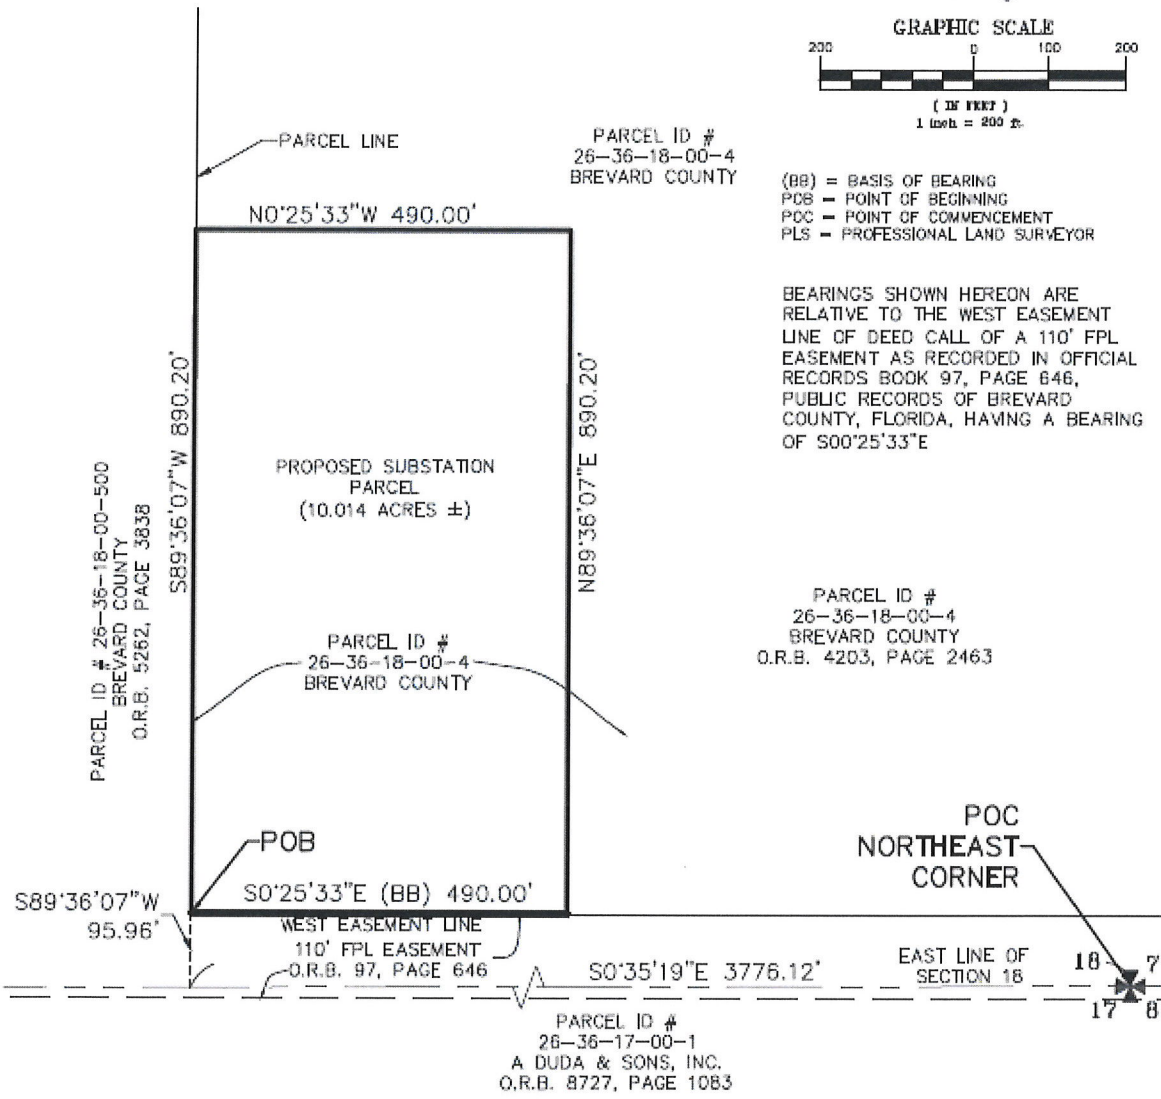 GRAPHIC SCALE
200 0 100 200
( IN FEET )
1 inch = 200 ft.
PARCEL LINE
PARCEL ID #
26-36-18-00-4
BREVARD COUNTY
(BB) = BASIS OF BEARING
POB = POINT OF BEGINNING
POC = POINT OF COMMENCEMENT
PLS = PROFESSIONAL LAND SURVEYOR
N0°25'33"W 490.00'
BEARINGS SHOWN HEREON ARE
RELATIVE TO THE WEST EASEMENT
LINE OF DEED CALL OF A 110' FPL
EASEMENT AS RECORDED IN OFFICIAL
RECORDS BOOK 97, PAGE 646,
PUBLIC RECORDS OF BREVARD
COUNTY, FLORIDA, HAVING A BEARING
OF S00°25'33"E
S89°36'07"W 890.20'
N89°36'07"E 890.20'
PROPOSED SUBSTATION
PARCEL
(10.014 ACRES ±)
PARCEL ID # 26-36-18-00-500
BREVARD COUNTY
O.R.B. 5262, PAGE 3838
PARCEL ID #
26-36-18-00-4
BREVARD COUNTY
PARCEL ID #
26-36-18-00-4
BREVARD COUNTY
O.R.B. 4203, PAGE 2463
POB
POC
NORTHEAST
CORNER
S0°25'33"E (BB) 490.00'
S89°36'07"W
95.96'
WEST EASEMENT LINE
110' FPL EASEMENT
O.R.B. 97, PAGE 646
S0°35'19"E 3776.12'
EAST LINE OF
SECTION 18
18 7
17 8
PARCEL ID #
26-36-17-00-1
A DUDA & SONS, INC.
O.R.B. 8727, PAGE 1083